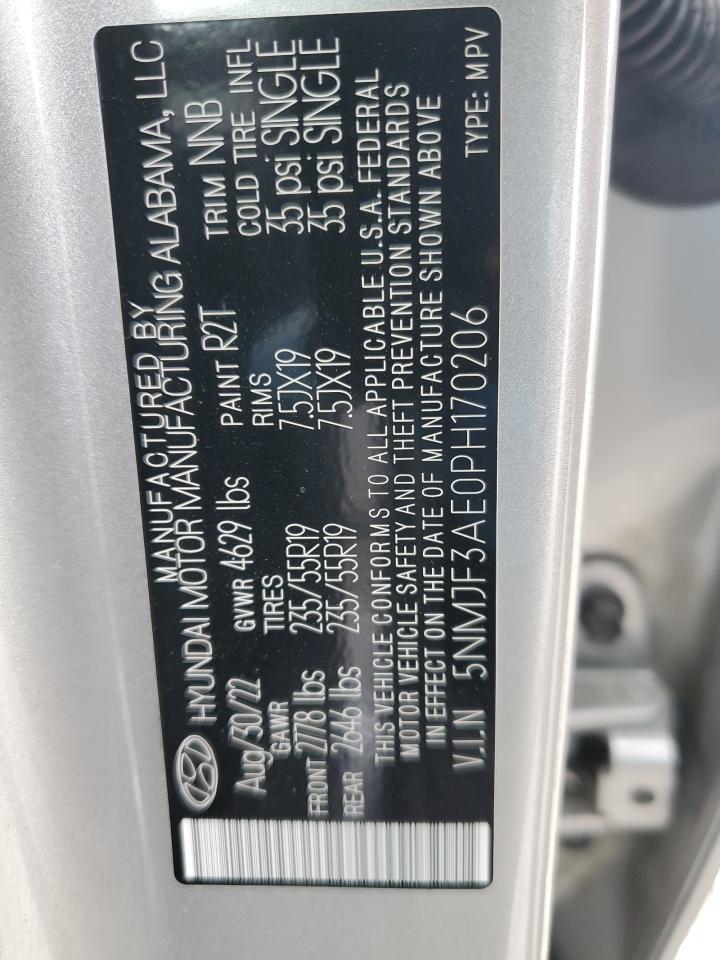 MANUFACTURED BY
HYUNDAI MOTOR MANUFACTURING ALABAMA, LLC
Aug/30/22 GVWR 4629 lbs PAINT R2T TRIM NNB
GAWR TIRES RIMS COLD TIRE INFL
FRONT 2778 lbs 235/55R19 7.5JX19 35 psi SINGLE
REAR 2646 lbs 235/55R19 7.5JX19 35 psi SINGLE
THIS VEHICLE CONFORMS TO ALL APPLICABLE U.S.A. FEDERAL
MOTOR VEHICLE SAFETY AND THEFT PREVENTION STANDARDS
IN EFFECT ON THE DATE OF MANUFACTURE SHOWN ABOVE
V.I.N 5NMJF3AE0PH170206 TYPE: MPV